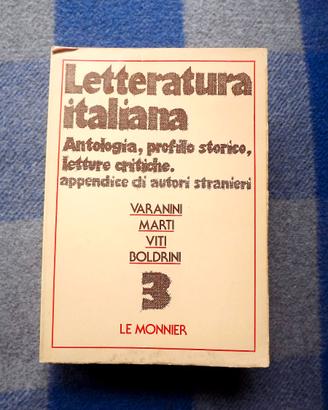 Letteratura
italiana
Antologia, profilo storico,
letture critiche.
appendice di autori stranieri
VARANINI
MARTI
VITI
BOLDRINI
3
LE MONNIER